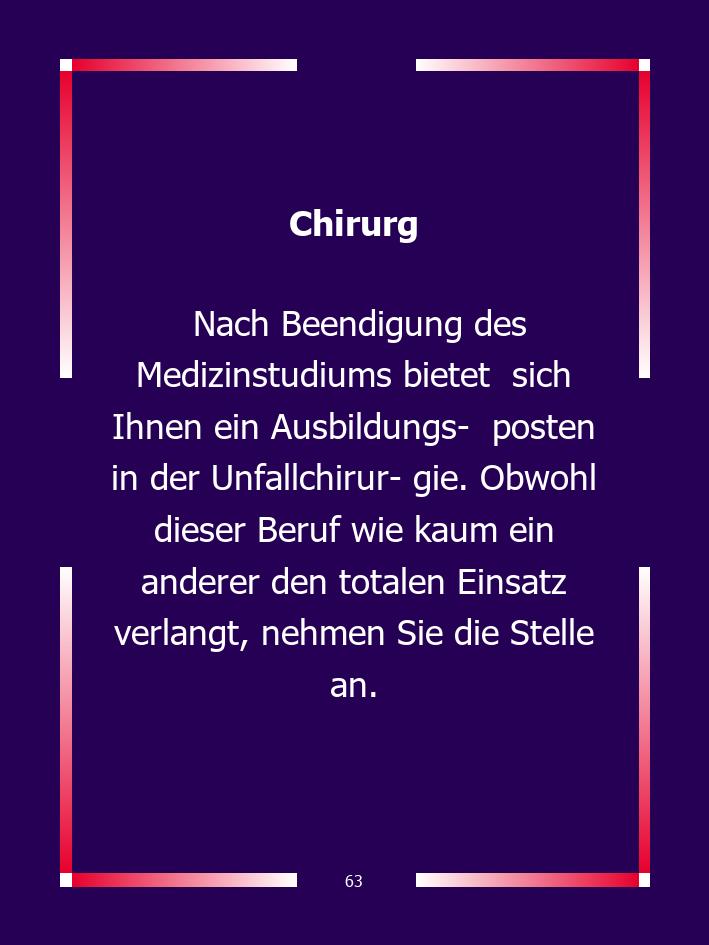 Chirurg
Nach Beendigung des
Medizinstudiums bietet  sich
Ihnen ein Ausbildungs-  posten
in der Unfallchirur- gie. Obwohl
dieser Beruf wie kaum ein
anderer den totalen Einsatz
verlangt, nehmen Sie die Stelle
an.
63